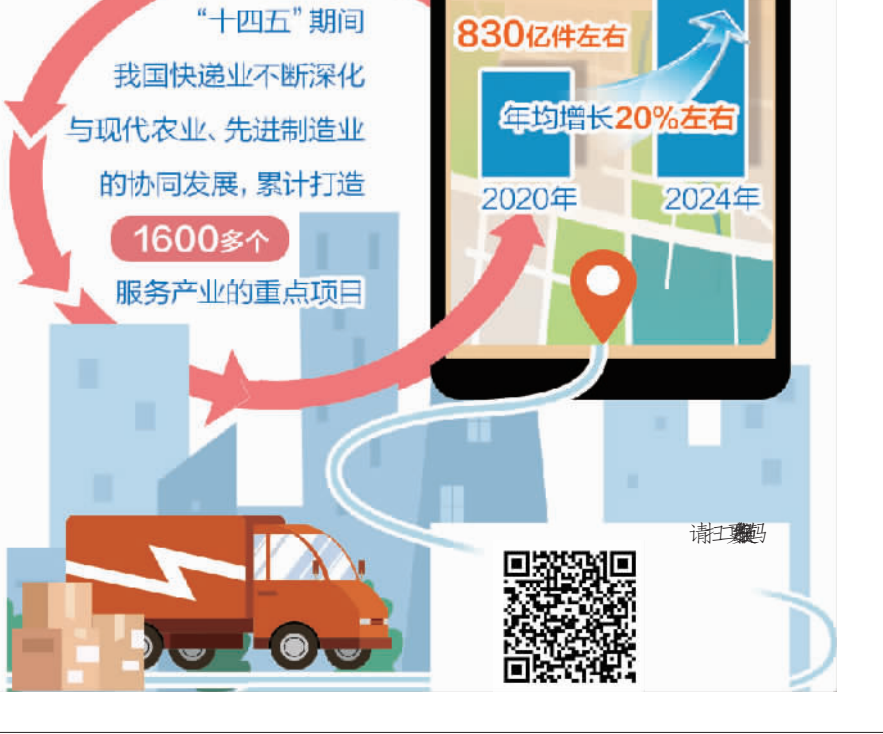 “十四五”期间
我国快递业不断深化
与现代农业、先进制造业
的协同发展，累计打造
1600多个
服务产业的重点项目
830亿件左右
年均增长20%左右
2020年
2024年